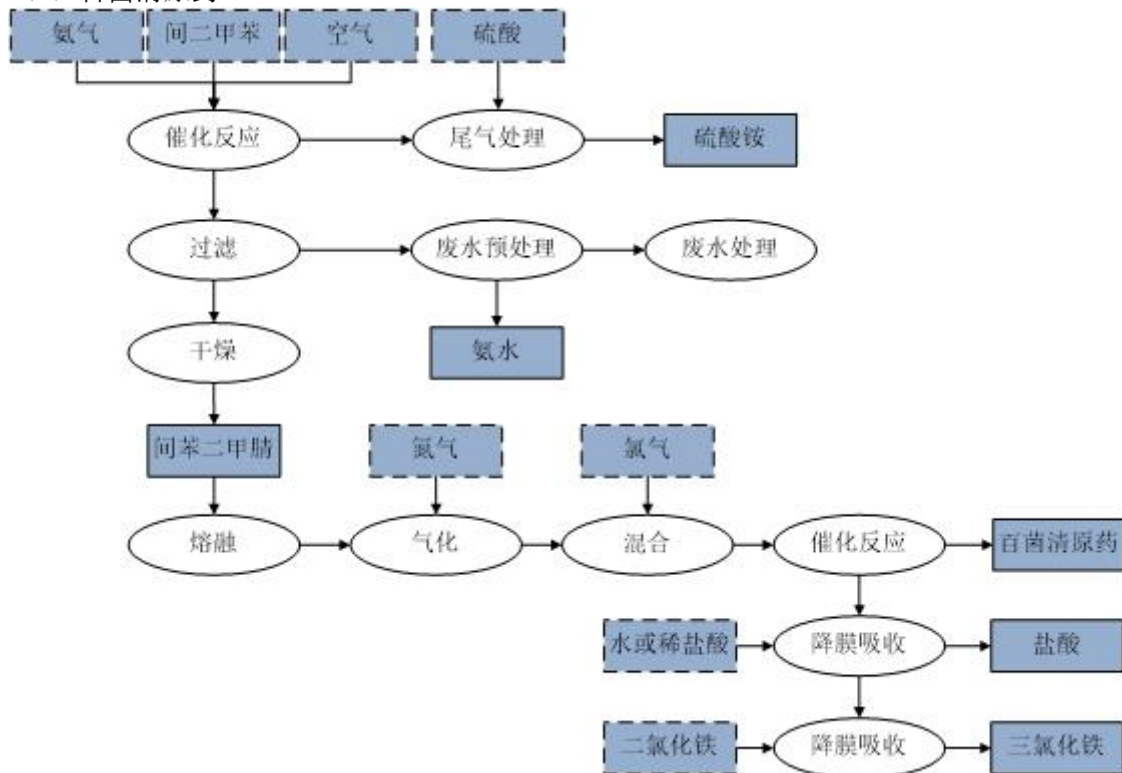 氨气
间二甲苯
空气
硫酸
催化反应
尾气处理
硫酸铵
过滤
废水预处理
废水处理
干燥
氨水
间苯二甲腈
氮气
氯气
熔融
气化
混合
催化反应
百菌清原药
水或稀盐酸
降膜吸收
盐酸
二氯化铁
降膜吸收
三氯化铁